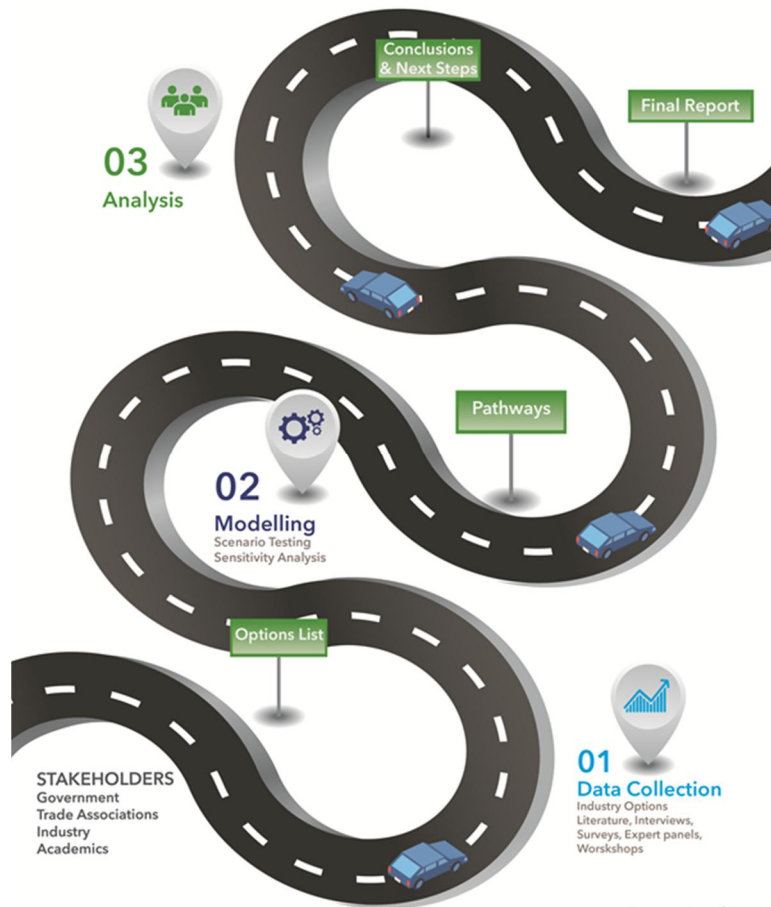 Conclusions
& Next Steps
Final Report
03
Analysis
Pathways
02
Modelling
Scenario Testing
Sensitivity Analysis
Options List
STAKEHOLDERS
Government
Trade Associations
Industry
Academics
01
Data Collection
Industry Options
Literature, Interviews,
Surveys, Expert panels,
Worskshops